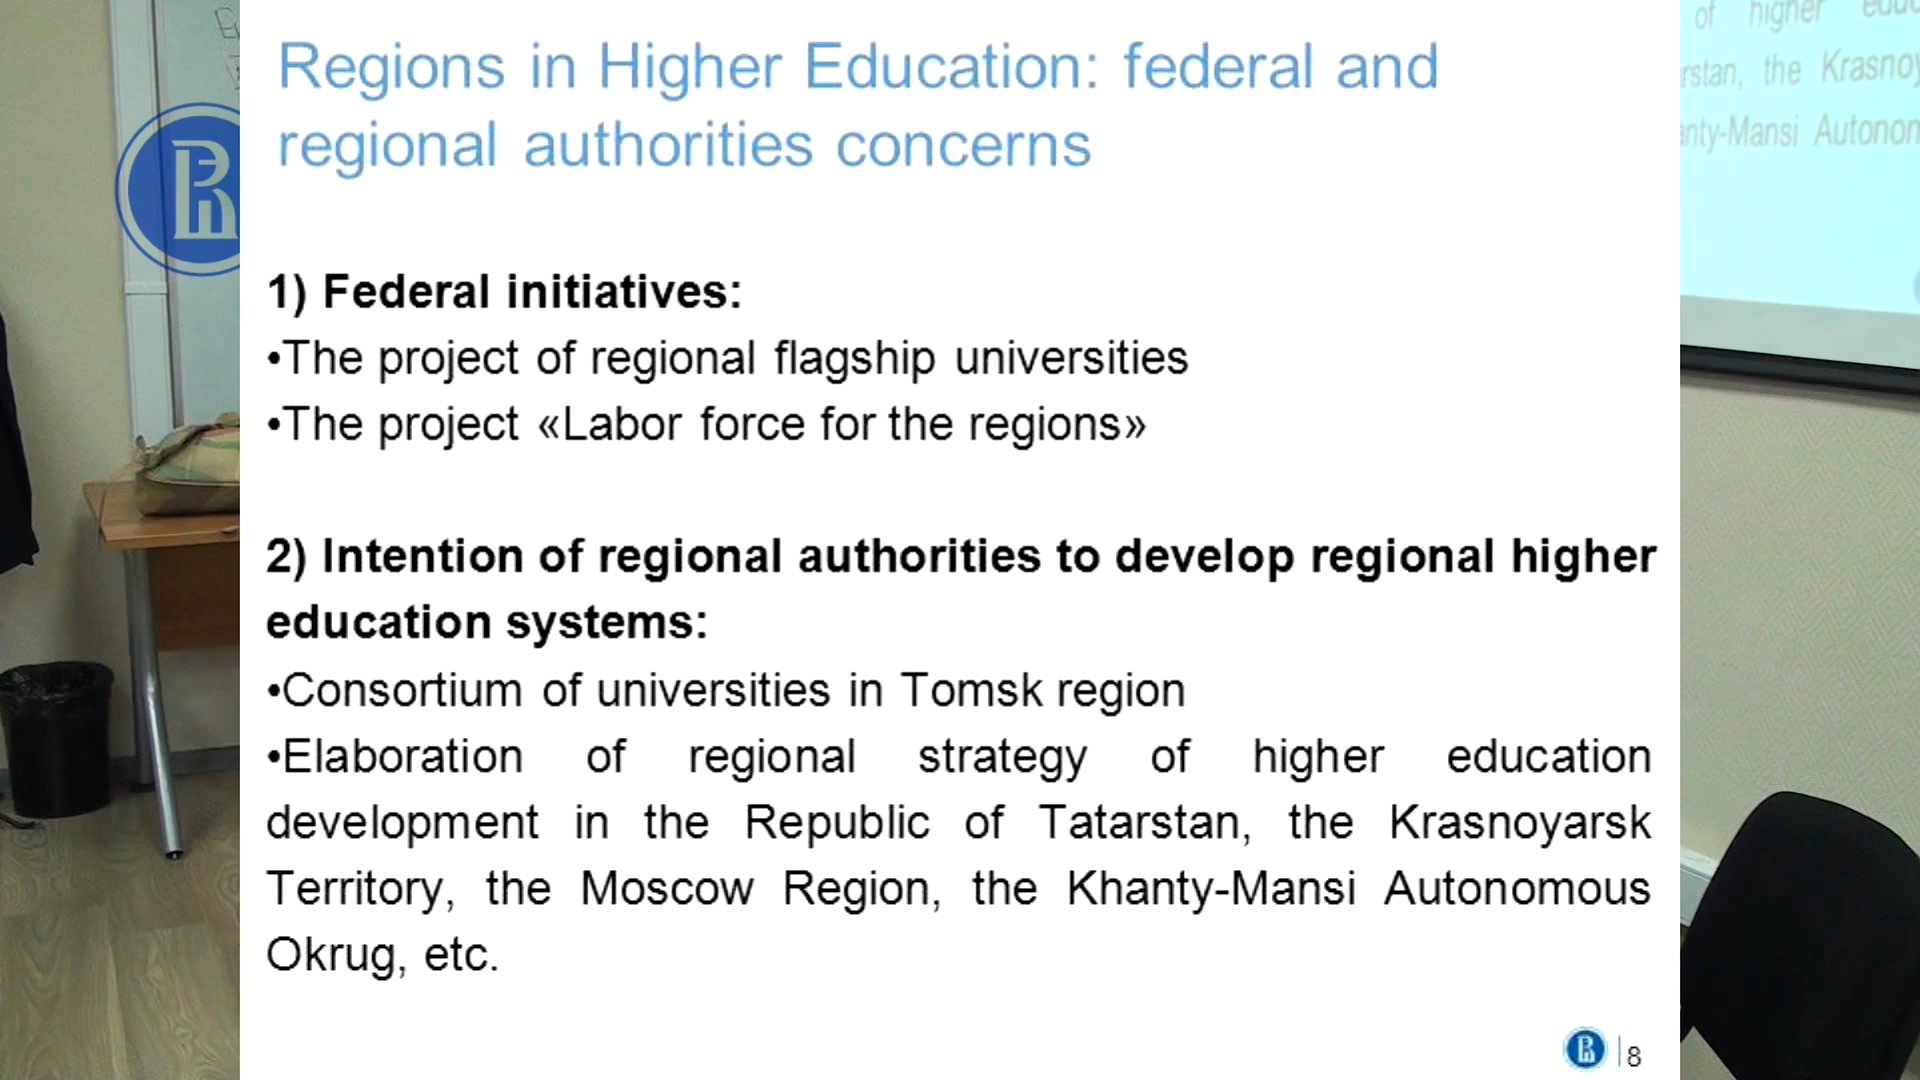 Regions in Higher Education: federal and
regional authorities concerns
1) Federal initiatives:
•The project of regional flagship universities
•The project «Labor force for the regions»
2) Intention of regional authorities to develop regional higher
education systems:
•Consortium of universities in Tomsk region
•Elaboration of regional strategy of higher education
development in the Republic of Tatarstan, the Krasnoyarsk
Territory, the Moscow Region, the Khanty-Mansi Autonomous
Okrug, etc.
8
of higher
the